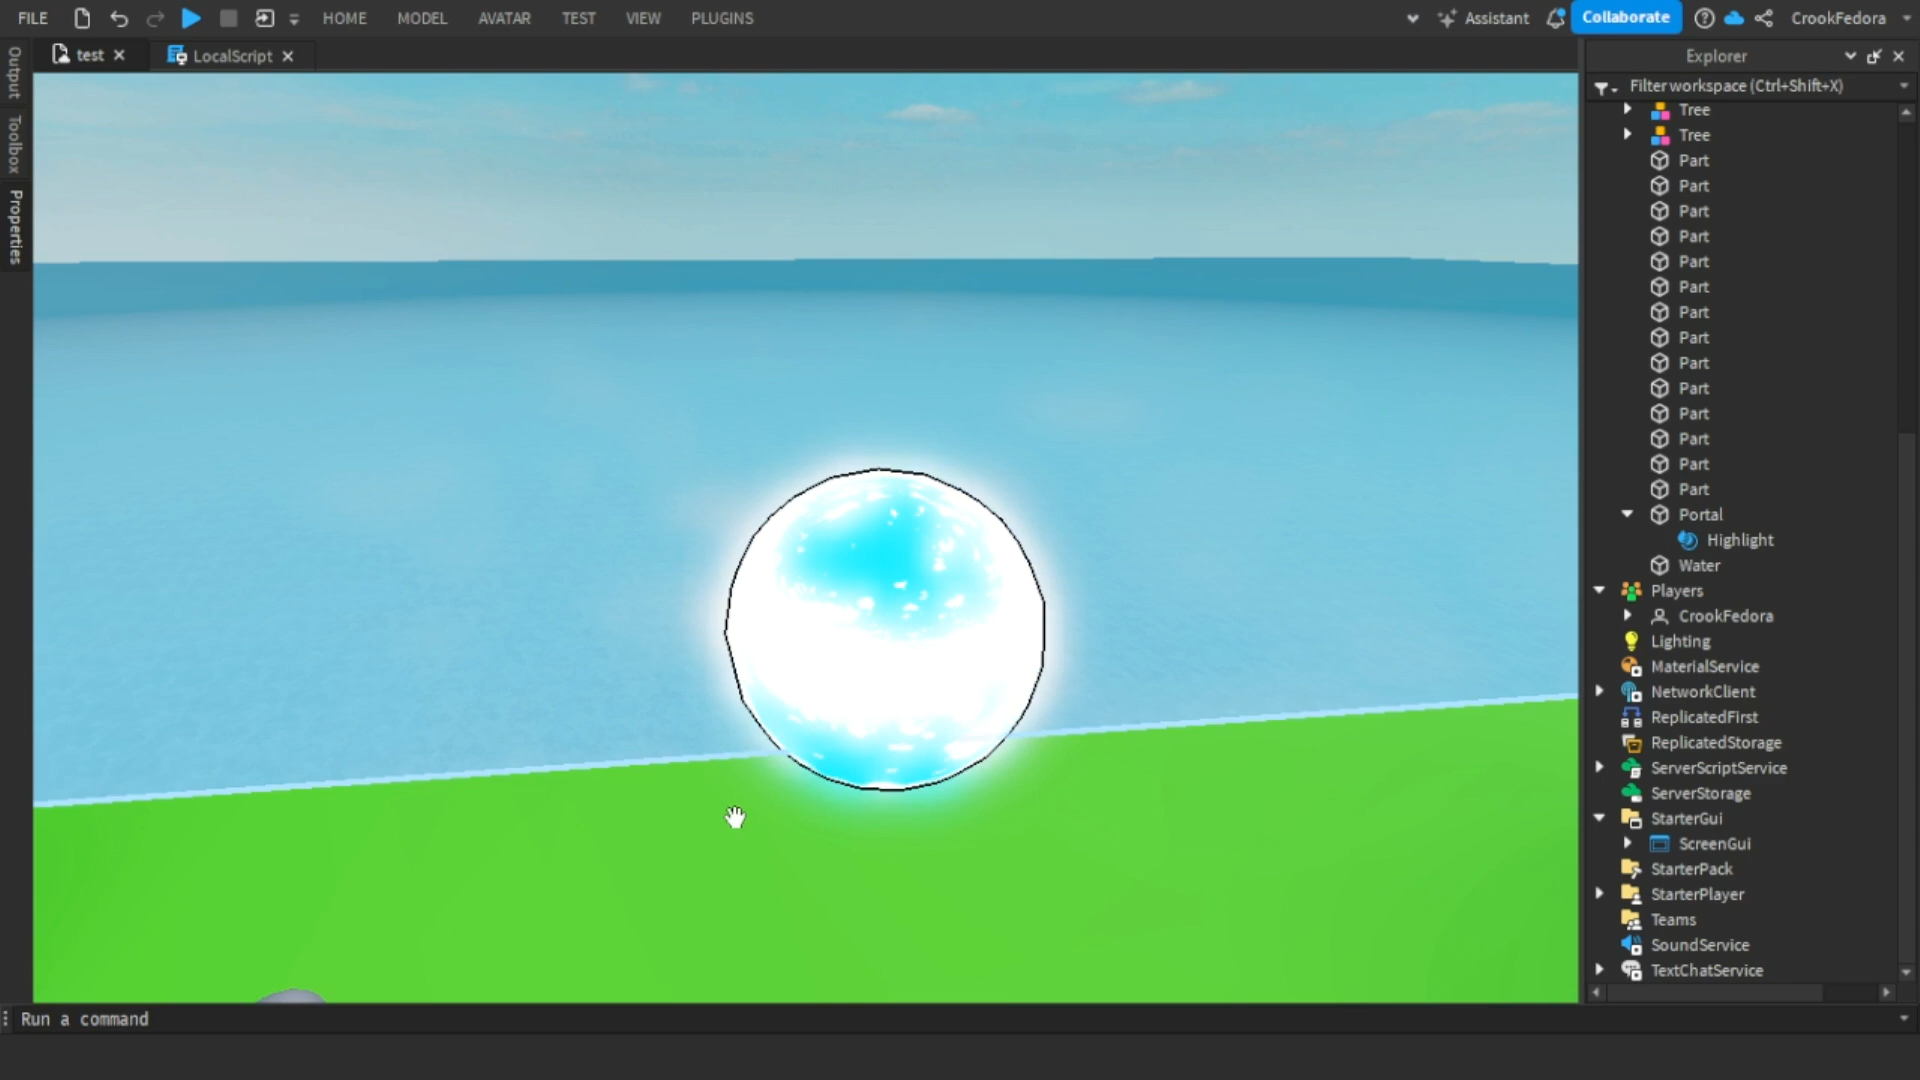 FILE HOME MODEL AVATAR TEST VIEW PLUGINS Assistant Collaborate CrookFedora
test LocalScript
Output
Toolbox
Properties
Explorer
Filter workspace (Ctrl+Shift+X)
Tree
Tree
Part
Part
Part
Part
Part
Part
Part
Part
Part
Part
Part
Part
Part
Part
Portal
Highlight
Water
Players
CrookFedora
Lighting
MaterialService
NetworkClient
ReplicatedFirst
ReplicatedStorage
ServerScriptService
ServerStorage
StarterGui
ScreenGui
StarterPack
StarterPlayer
Teams
SoundService
TextChatService
Run a command